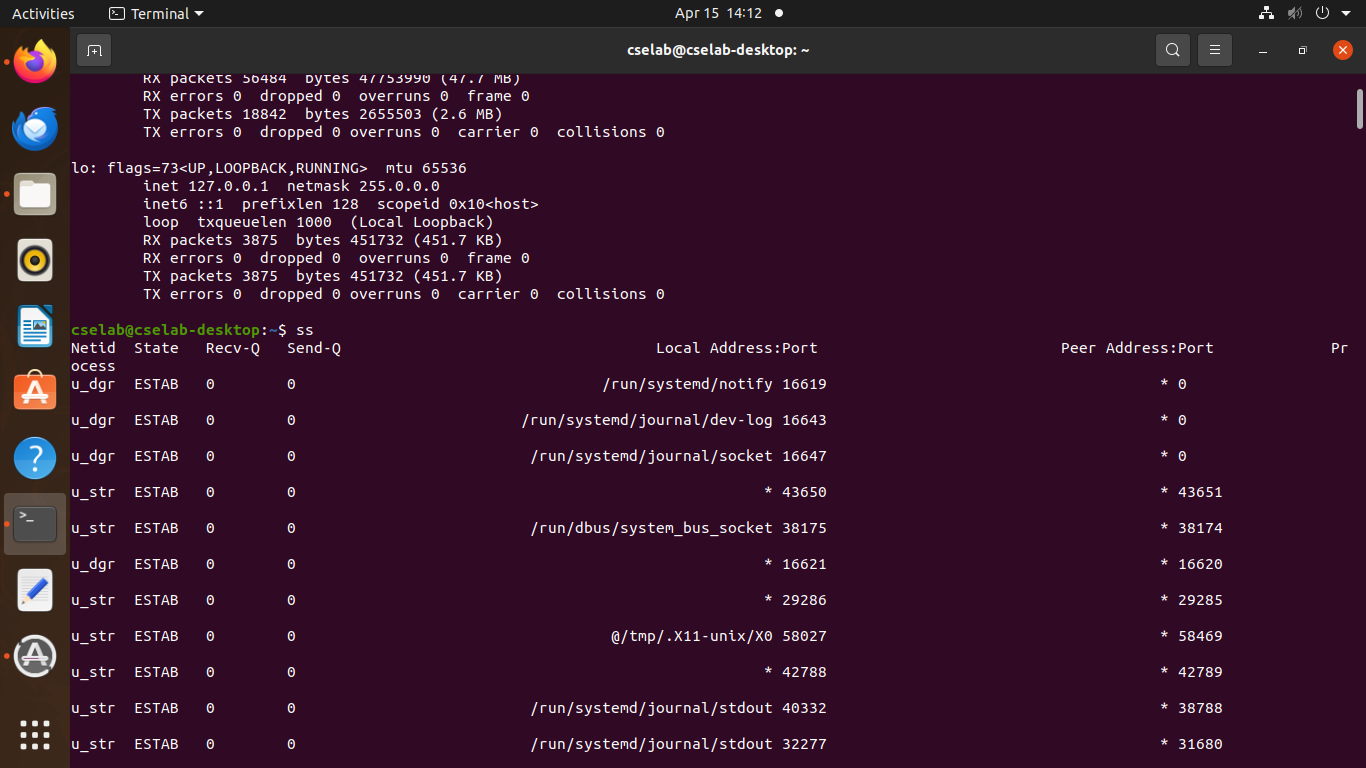 Activities Terminal Apr 15 14:12
cselab@cselab-desktop: ~
RX packets 56484 bytes 47753990 (47.7 MB)
RX errors 0 dropped 0 overruns 0 frame 0
TX packets 18842 bytes 2655503 (2.6 MB)
TX errors 0 dropped 0 overruns 0 carrier 0 collisions 0
lo: flags=73<UP,LOOPBACK,RUNNING> mtu 65536
inet 127.0.0.1 netmask 255.0.0.0
inet6 ::1 prefixlen 128 scopeid 0x10<host>
loop txqueuelen 1000 (Local Loopback)
RX packets 3875 bytes 451732 (451.7 KB)
RX errors 0 dropped 0 overruns 0 frame 0
TX packets 3875 bytes 451732 (451.7 KB)
TX errors 0 dropped 0 overruns 0 carrier 0 collisions 0
cselab@cselab-desktop:~$ ss
Netid State Recv-Q Send-Q Local Address:Port Peer Address:Port Pr
ocess
u_dgr ESTAB 0 0 /run/systemd/notify 16619 * 0
u_dgr ESTAB 0 0 /run/systemd/journal/dev-log 16643 * 0
u_dgr ESTAB 0 0 /run/systemd/journal/socket 16647 * 0
u_str ESTAB 0 0 * 43650 * 43651
u_str ESTAB 0 0 /run/dbus/system_bus_socket 38175 * 38174
u_dgr ESTAB 0 0 * 16621 * 16620
u_str ESTAB 0 0 * 29286 * 29285
u_str ESTAB 0 0 @/tmp/.X11-unix/X0 58027 * 58469
u_str ESTAB 0 0 * 42788 * 42789
u_str ESTAB 0 0 /run/systemd/journal/stdout 40332 * 38788
u_str ESTAB 0 0 /run/systemd/journal/stdout 32277 * 31680